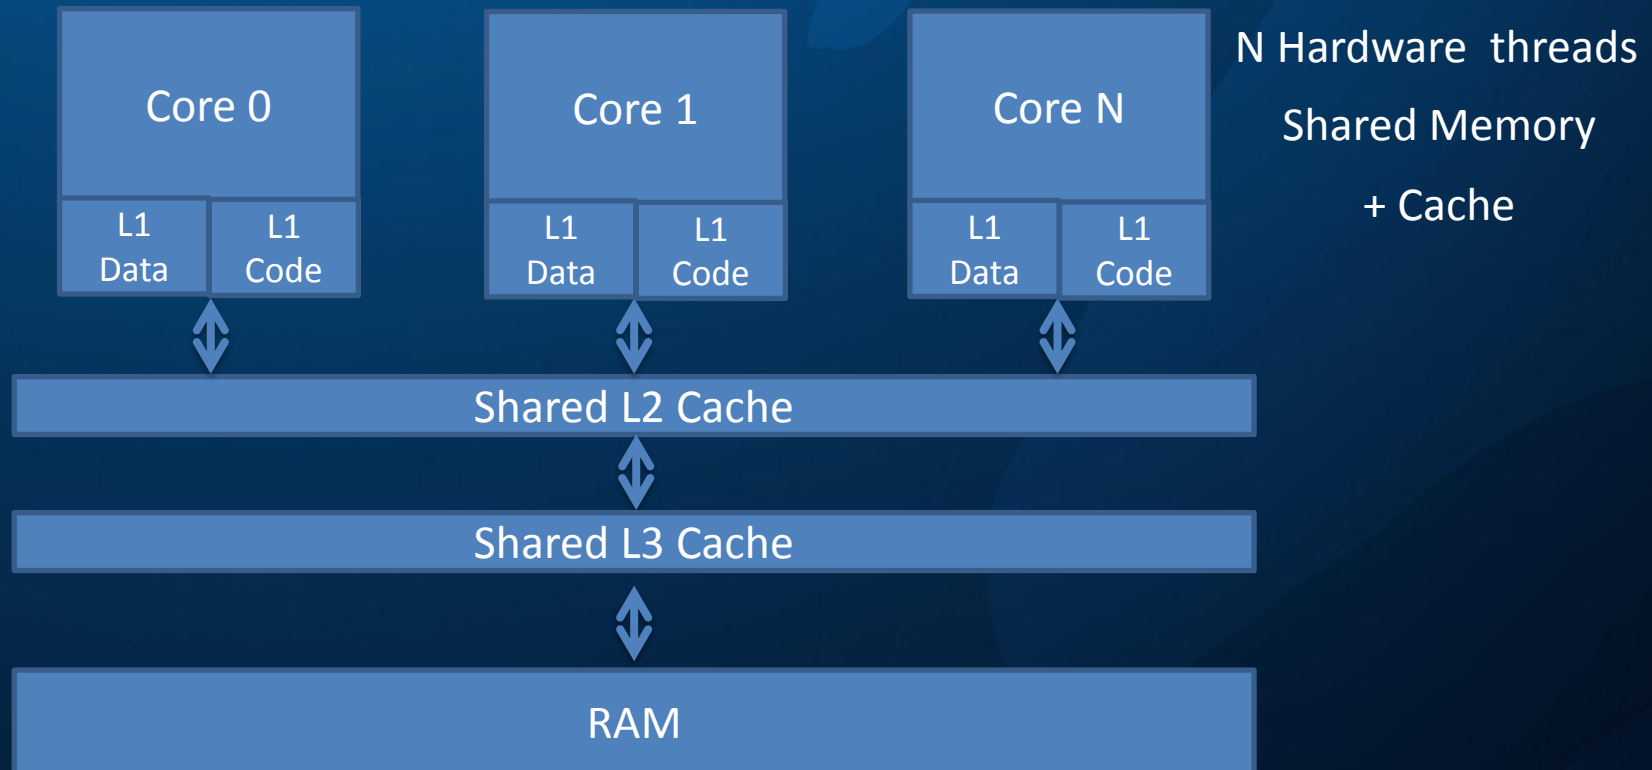 Core 0
L1
Data
L1
Code
Core 1
L1
Data
L1
Code
Core N
L1
Data
L1
Code
N Hardware threads
Shared Memory
+ Cache
Shared L2 Cache
Shared L3 Cache
RAM